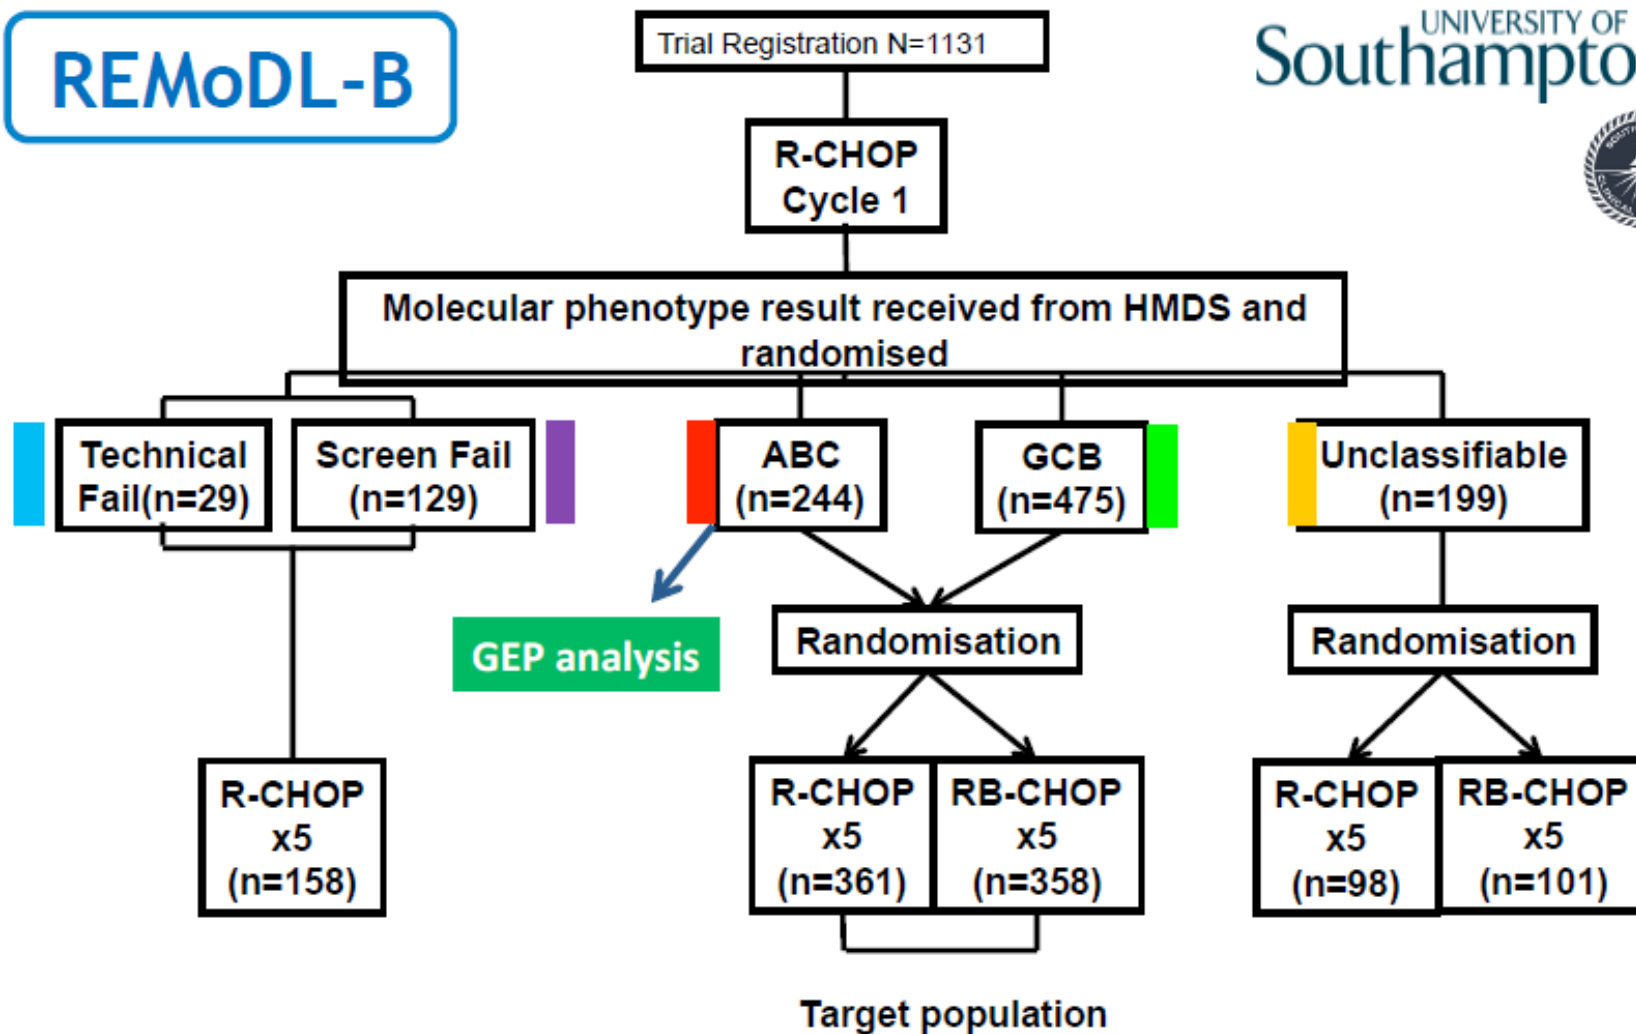 REMoDL-B
Trial Registration N=1131
UNIVERSITY OF
Southampto
R-CHOP
Cycle 1
Molecular phenotype result received from HMDS and
randomised
Technical
Fail(n=29)
Screen Fail
(n=129)
ABC
(n=244)
GCB
(n=475)
Unclassifiable
(n=199)
GEP analysis
Randomisation
Randomisation
R-CHOP
x5
(n=158)
R-CHOP
x5
(n=361)
RB-CHOP
x5
(n=358)
R-CHOP
x5
(n=98)
RB-CHOP
x5
(n=101)
Target population